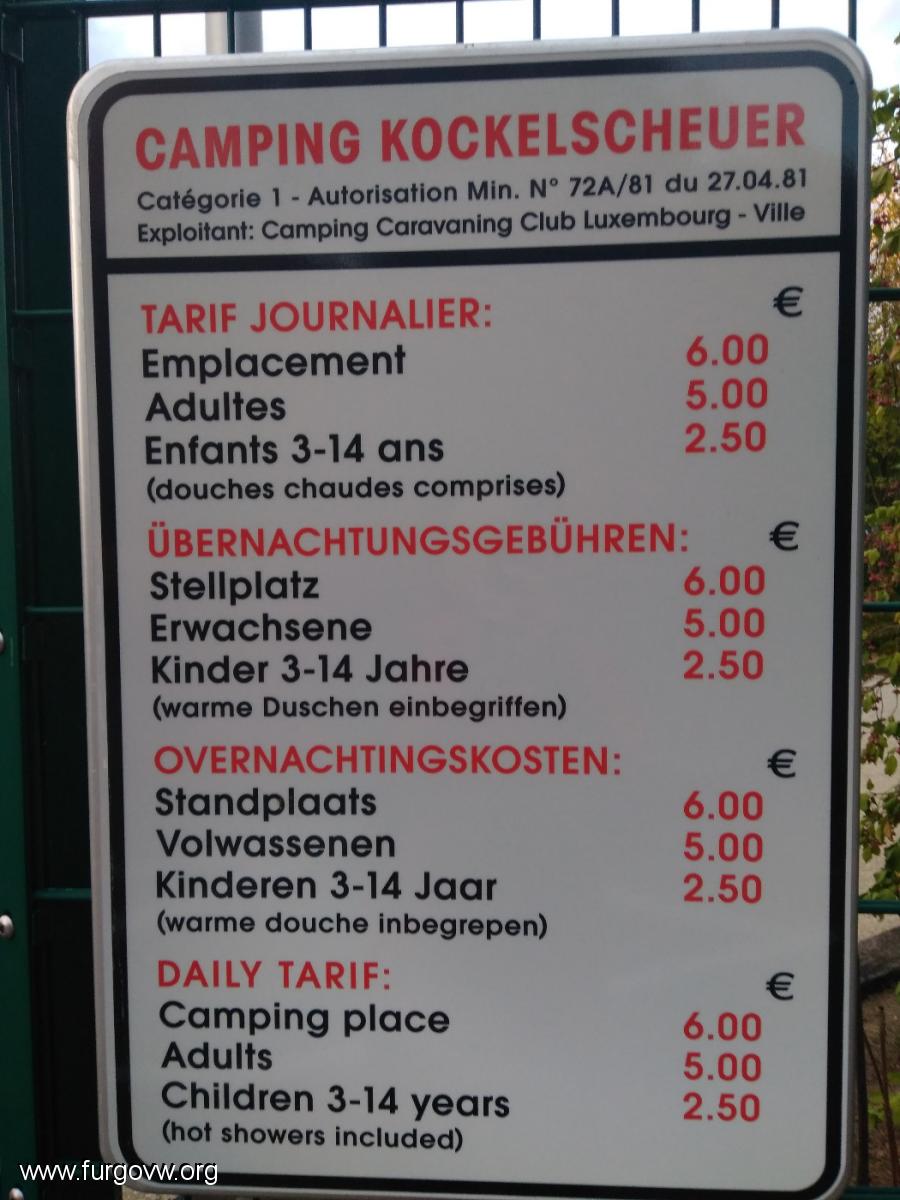 CAMPING KOCKELSCHEUER
Catégorie 1 - Autorisation Min. N° 72A/81 du 27.04.81
Exploitant: Camping Caravaning Club Luxembourg - Ville
TARIF JOURNALIER: €
Emplacement 6.00
Adultes 5.00
Enfants 3-14 ans 2.50
(douches chaudes comprises)
ÜBERNACHTUNGSGEBÜHREN: €
Stellplatz 6.00
Erwachsene 5.00
Kinder 3-14 Jahre 2.50
(warme Duschen einbegriffen)
OVERNACHTINGSKOSTEN: €
Standplaats 6.00
Volwassenen 5.00
Kinderen 3-14 Jaar 2.50
(warme douche inbegrepen)
DAILY TARIF: €
Camping place 6.00
Adults 5.00
Children 3-14 years 2.50
(hot showers included)
www.furgovw.org